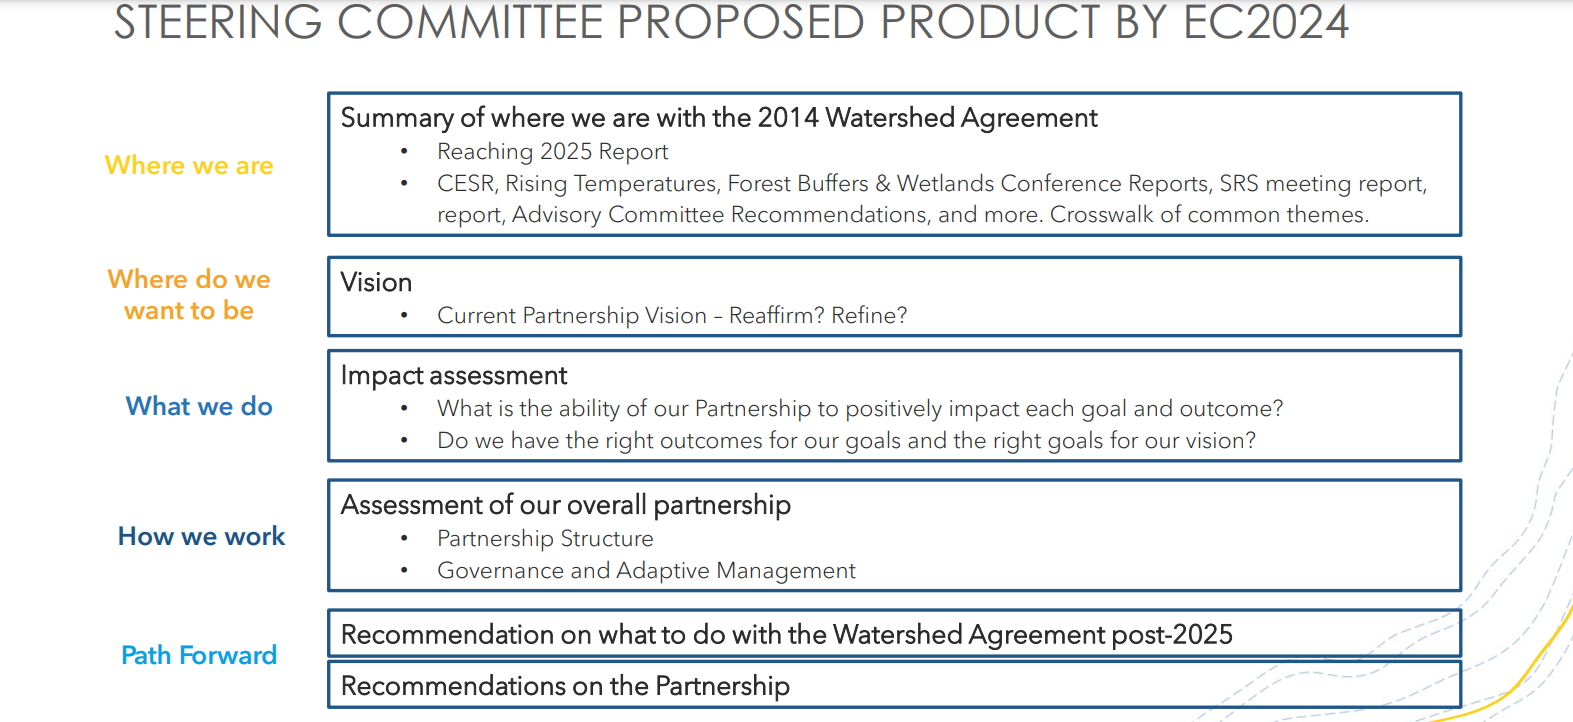 STEERING COMMITTEE PROPOSED PRODUCT BY EC2024
Where we are
Summary of where we are with the 2014 Watershed Agreement
• Reaching 2025 Report
• CESR, Rising Temperatures, Forest Buffers & Wetlands Conference Reports, SRS meeting report,
report, Advisory Committee Recommendations, and more. Crosswalk of common themes.
Where do we
want to be
Vision
• Current Partnership Vision – Reaffirm? Refine?
What we do
Impact assessment
• What is the ability of our Partnership to positively impact each goal and outcome?
• Do we have the right outcomes for our goals and the right goals for our vision?
How we work
Assessment of our overall partnership
• Partnership Structure
• Governance and Adaptive Management
Path Forward
Recommendation on what to do with the Watershed Agreement post-2025
Recommendations on the Partnership